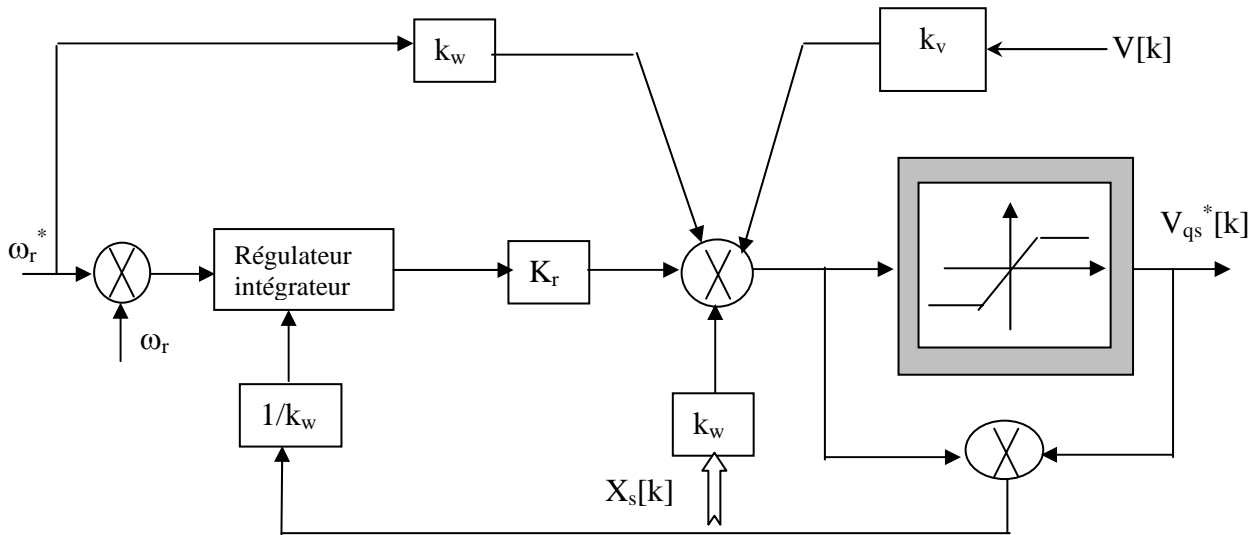 k_w
k_v
V[k]
ω_r^*
Régulateur
intégrateur
K_r
V_qs^*[k]
ω_r
1/k_w
k_w
X_s[k]